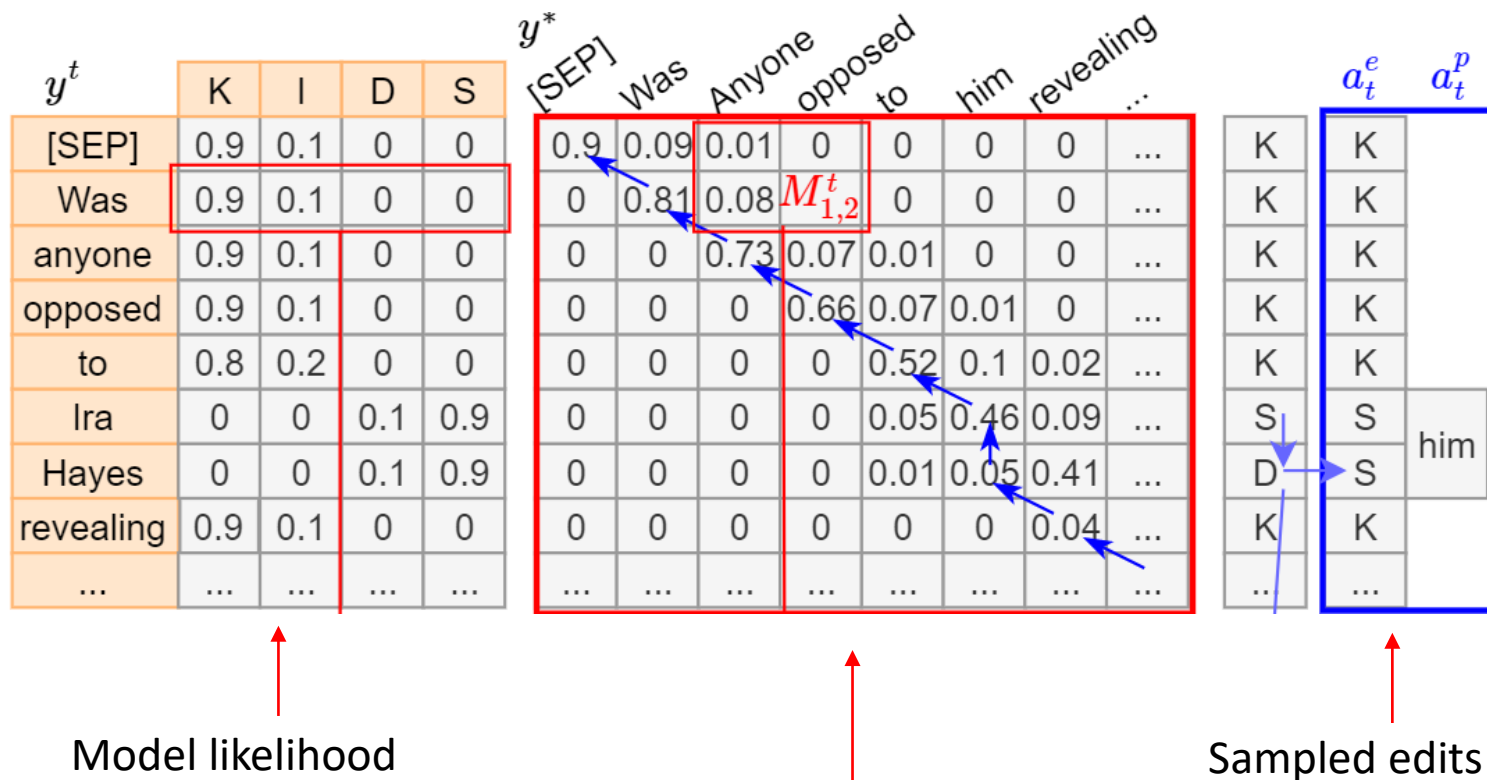 y^t K I D S y^* [SEP] Was Anyone opposed to him revealing ... a_t^e a_t^p
[SEP] 0.9 0.1 0 0 0.9 0.09 0.01 0 0 0 0 ... K K
Was 0.9 0.1 0 0 0 0.81 0.08 M_{1,2}^t 0 0 0 ... K K
anyone 0.9 0.1 0 0 0 0 0.73 0.07 0.01 0 0 ... K K
opposed 0.9 0.1 0 0 0 0 0 0.66 0.07 0.01 0 ... K K
to 0.8 0.2 0 0 0 0 0 0 0.52 0.1 0.02 ... K K
Ira 0 0 0.1 0.9 0 0 0 0 0.05 0.46 0.09 ... S S him
Hayes 0 0 0.1 0.9 0 0 0 0 0.01 0.05 0.41 ... D S
revealing 0.9 0.1 0 0 0 0 0 0 0 0 0.04 ... K K
... ... ... ... ... ... ... ... ... ... ... ... ... ... ...
Model likelihood Sampled edits